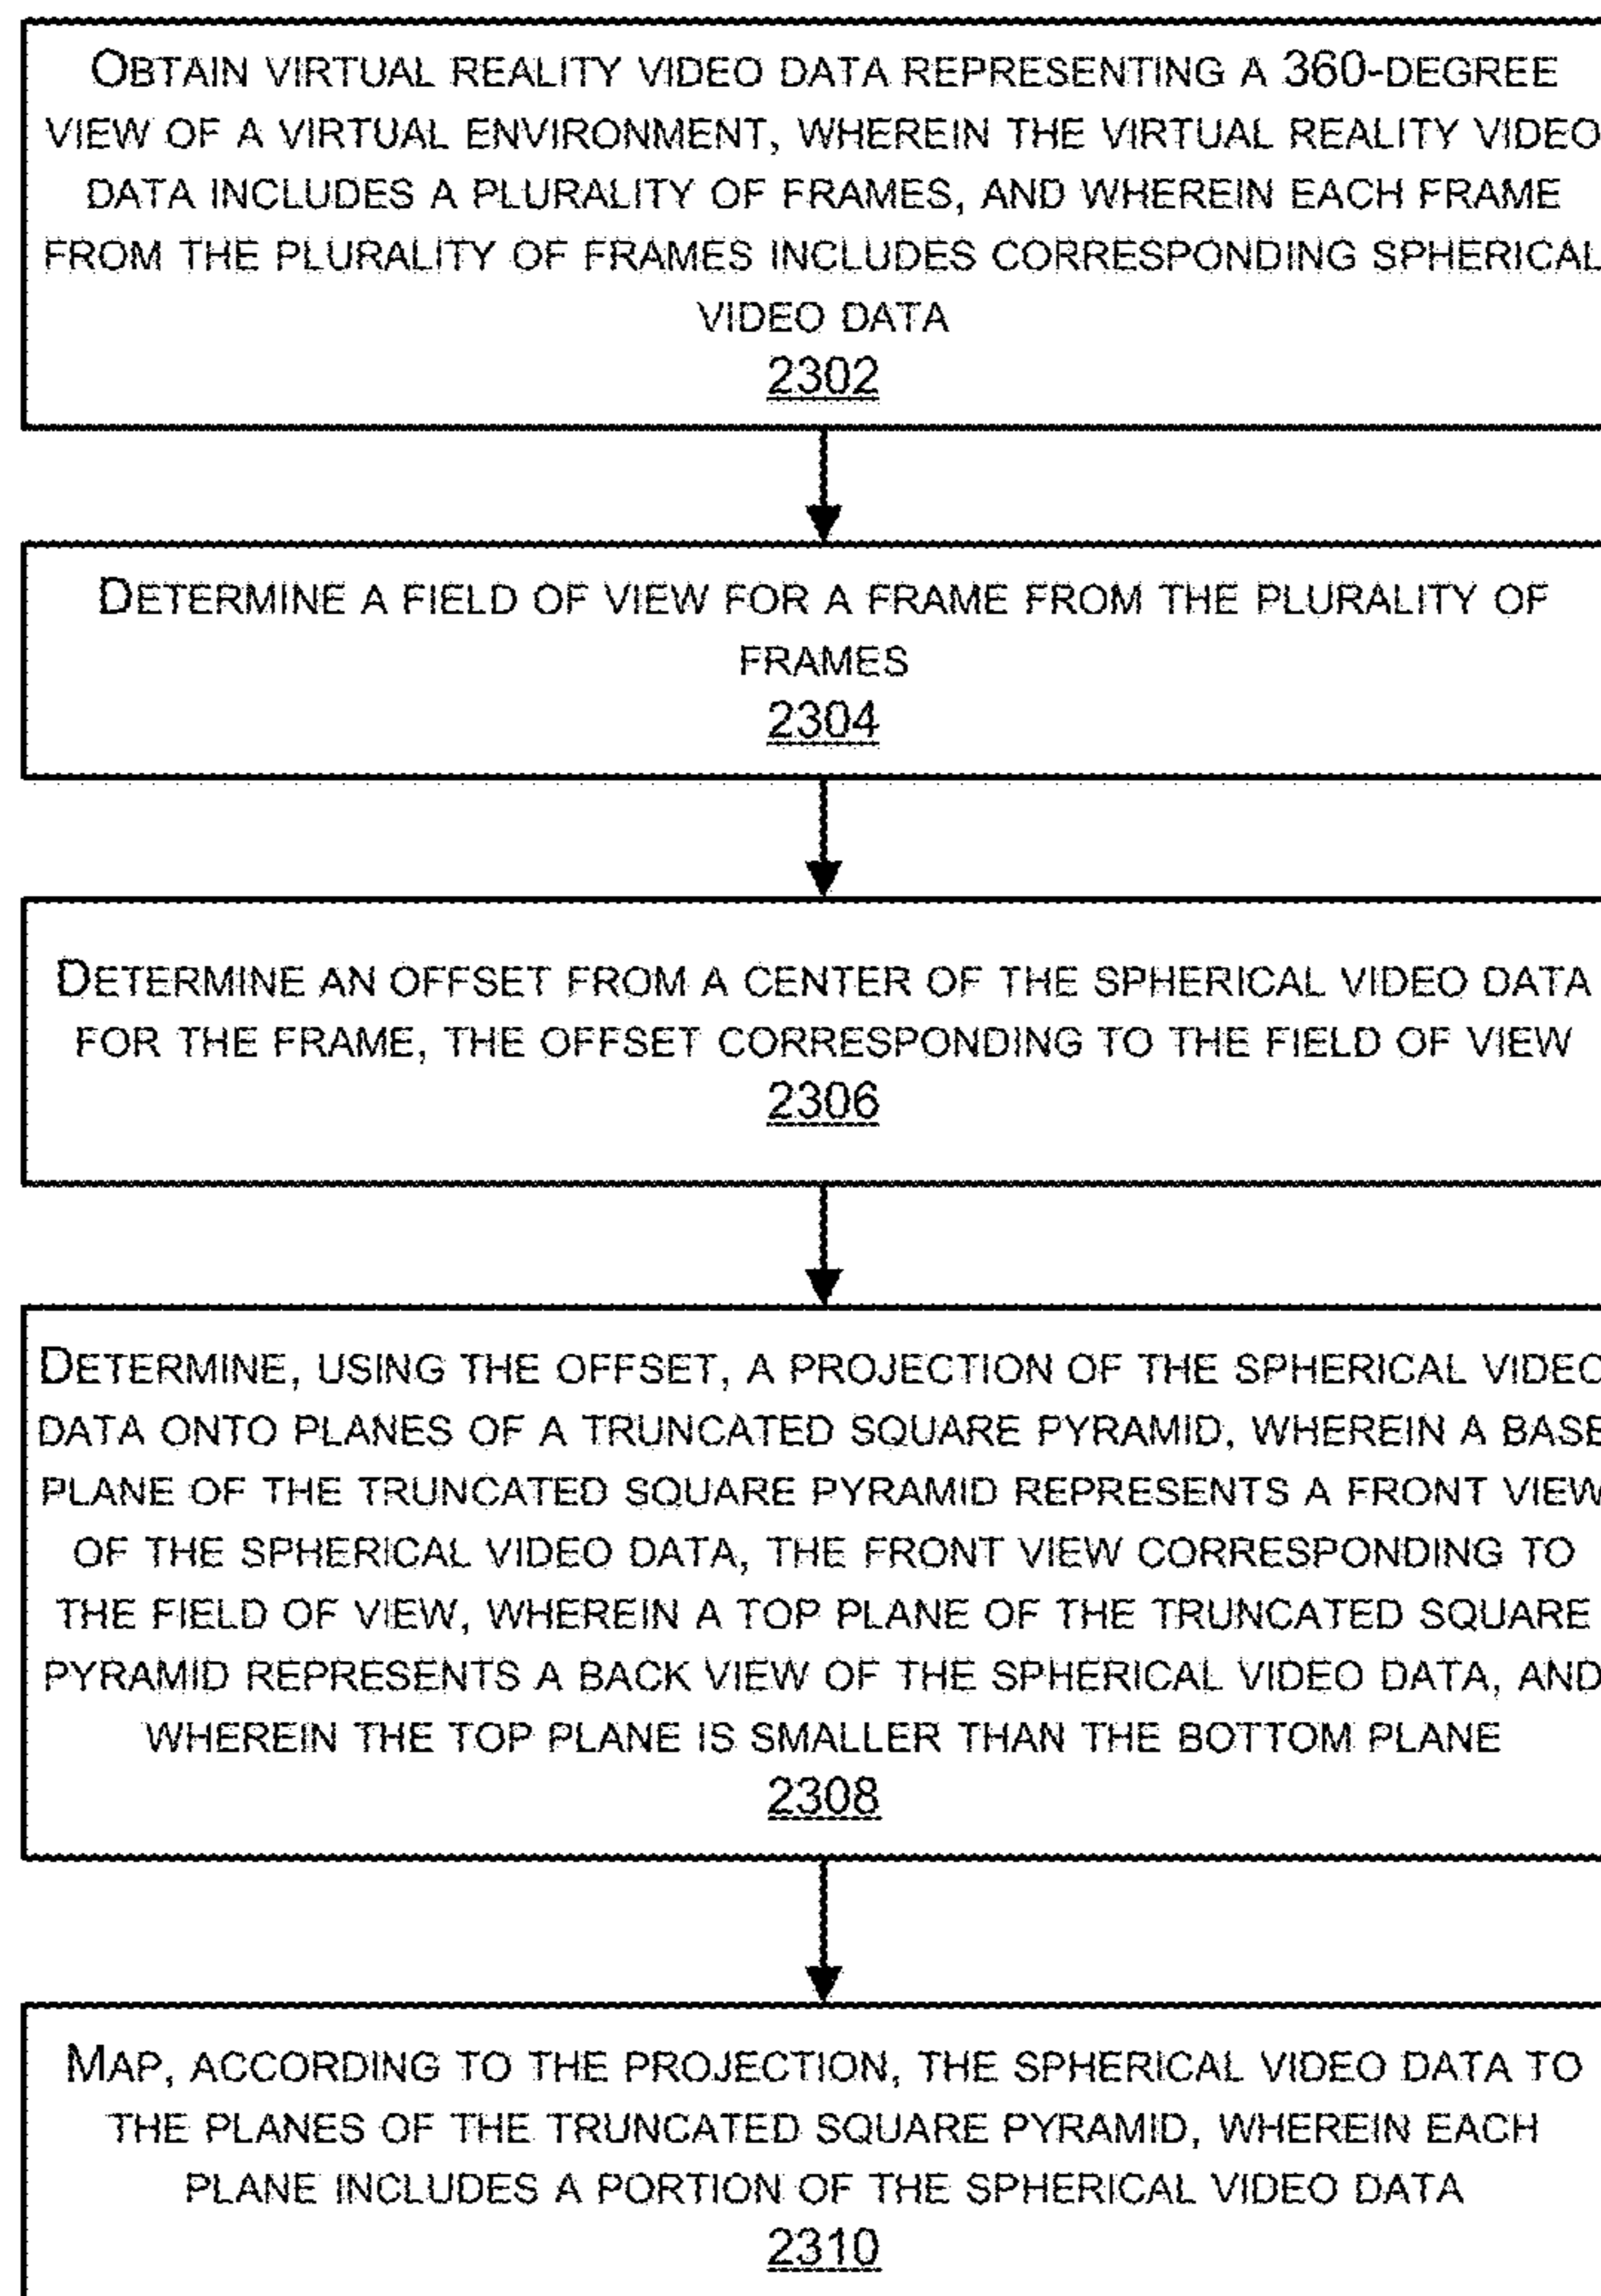 OBTAIN VIRTUAL REALITY VIDEO DATA REPRESENTING A 360-DEGREE
VIEW OF A VIRTUAL ENVIRONMENT, WHEREIN THE VIRTUAL REALITY VIDEO
DATA INCLUDES A PLURALITY OF FRAMES, AND WHEREIN EACH FRAME
FROM THE PLURALITY OF FRAMES INCLUDES CORRESPONDING SPHERICAL
VIDEO DATA
2302
DETERMINE A FIELD OF VIEW FOR A FRAME FROM THE PLURALITY OF
FRAMES
2304
DETERMINE AN OFFSET FROM A CENTER OF THE SPHERICAL VIDEO DATA
FOR THE FRAME, THE OFFSET CORRESPONDING TO THE FIELD OF VIEW
2306
DETERMINE, USING THE OFFSET, A PROJECTION OF THE SPHERICAL VIDEO
DATA ONTO PLANES OF A TRUNCATED SQUARE PYRAMID, WHEREIN A BASE
PLANE OF THE TRUNCATED SQUARE PYRAMID REPRESENTS A FRONT VIEW
OF THE SPHERICAL VIDEO DATA, THE FRONT VIEW CORRESPONDING TO
THE FIELD OF VIEW, WHEREIN A TOP PLANE OF THE TRUNCATED SQUARE
PYRAMID REPRESENTS A BACK VIEW OF THE SPHERICAL VIDEO DATA, AND
WHEREIN THE TOP PLANE IS SMALLER THAN THE BOTTOM PLANE
2308
MAP, ACCORDING TO THE PROJECTION, THE SPHERICAL VIDEO DATA TO
THE PLANES OF THE TRUNCATED SQUARE PYRAMID, WHEREIN EACH
PLANE INCLUDES A PORTION OF THE SPHERICAL VIDEO DATA
2310